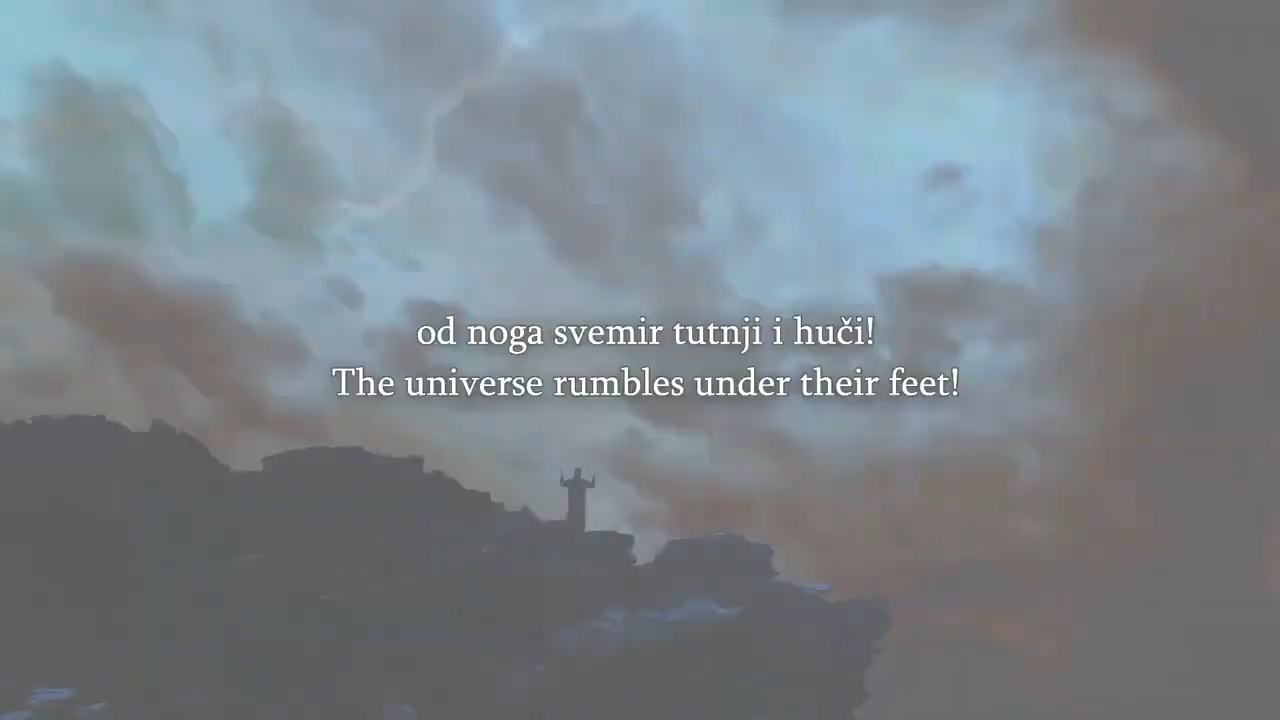 od noga svemir tutnji i huči!
The universe rumbles under their feet!